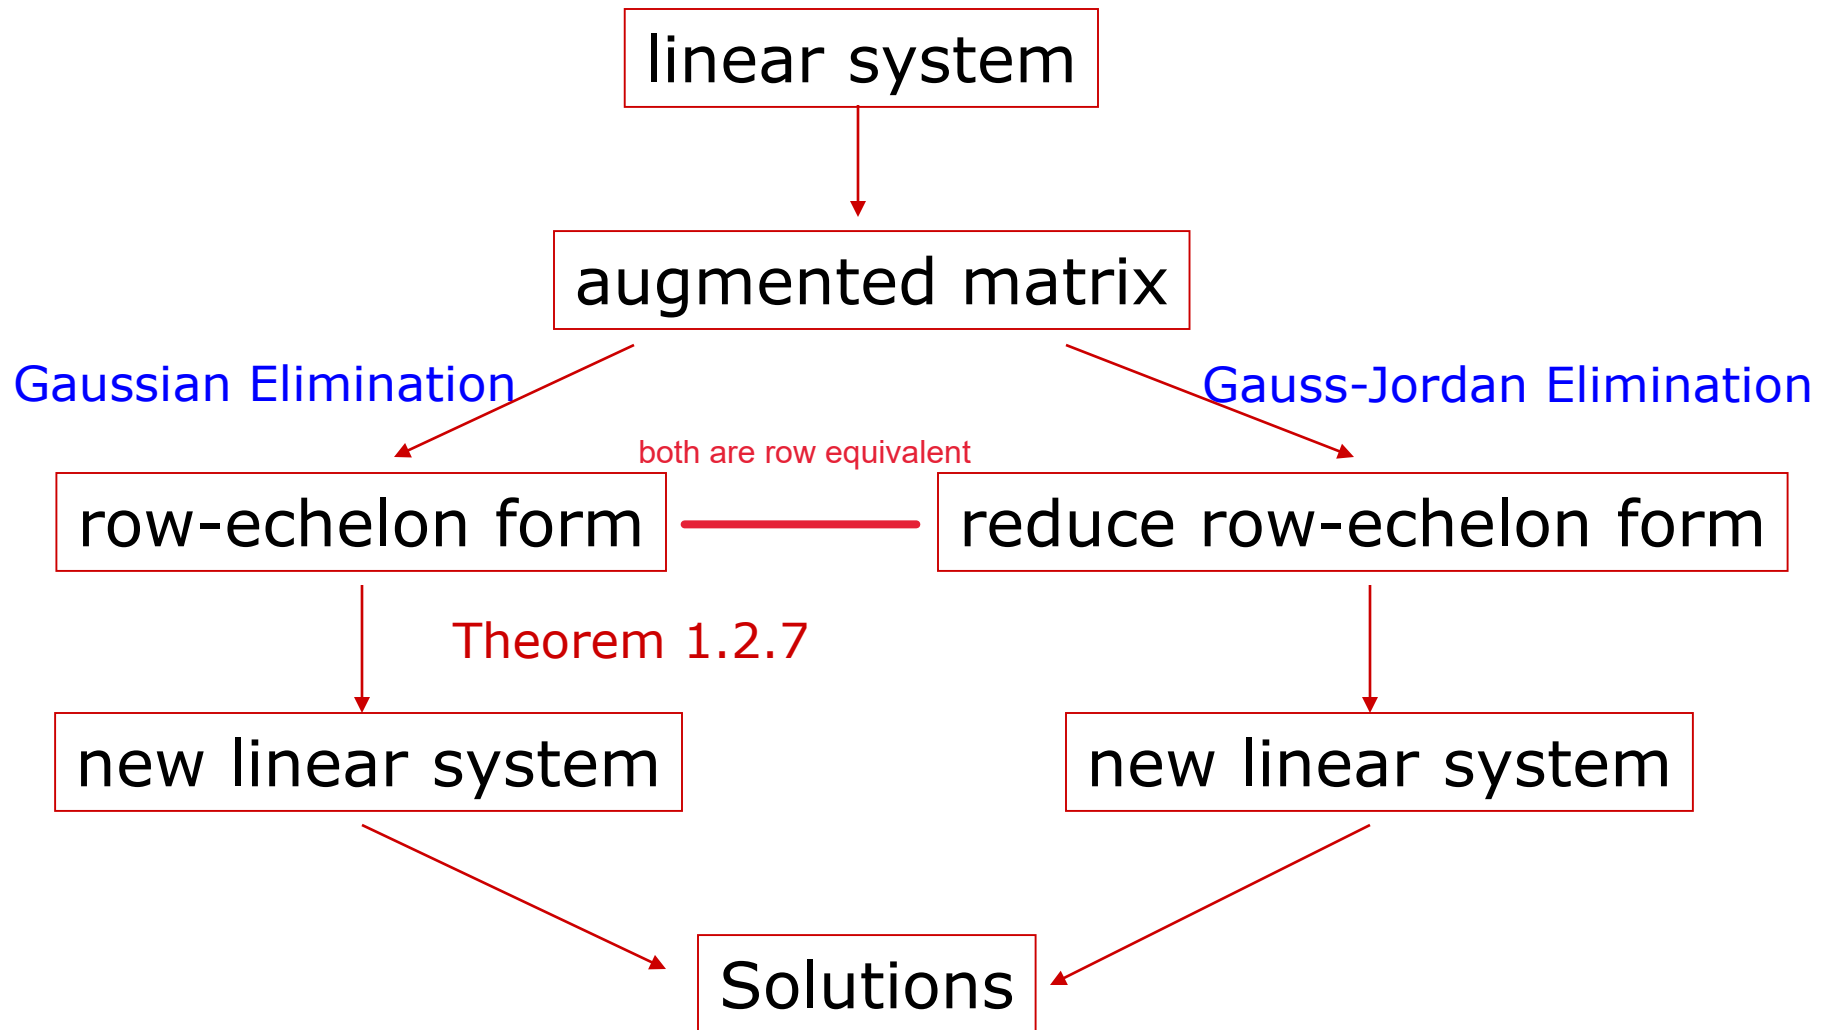 linear system
augmented matrix
Gaussian Elimination
Gauss-Jordan Elimination
both are row equivalent
row-echelon form
reduce row-echelon form
Theorem 1.2.7
new linear system
new linear system
Solutions